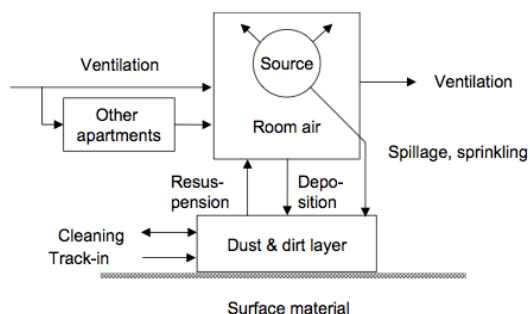 Ventilation
Source
Ventilation
Other
apartments
Room air
Spillage, sprinkling
Resus-
pension
Depo-
sition
Cleaning
Track-in
Dust & dirt layer
Surface material